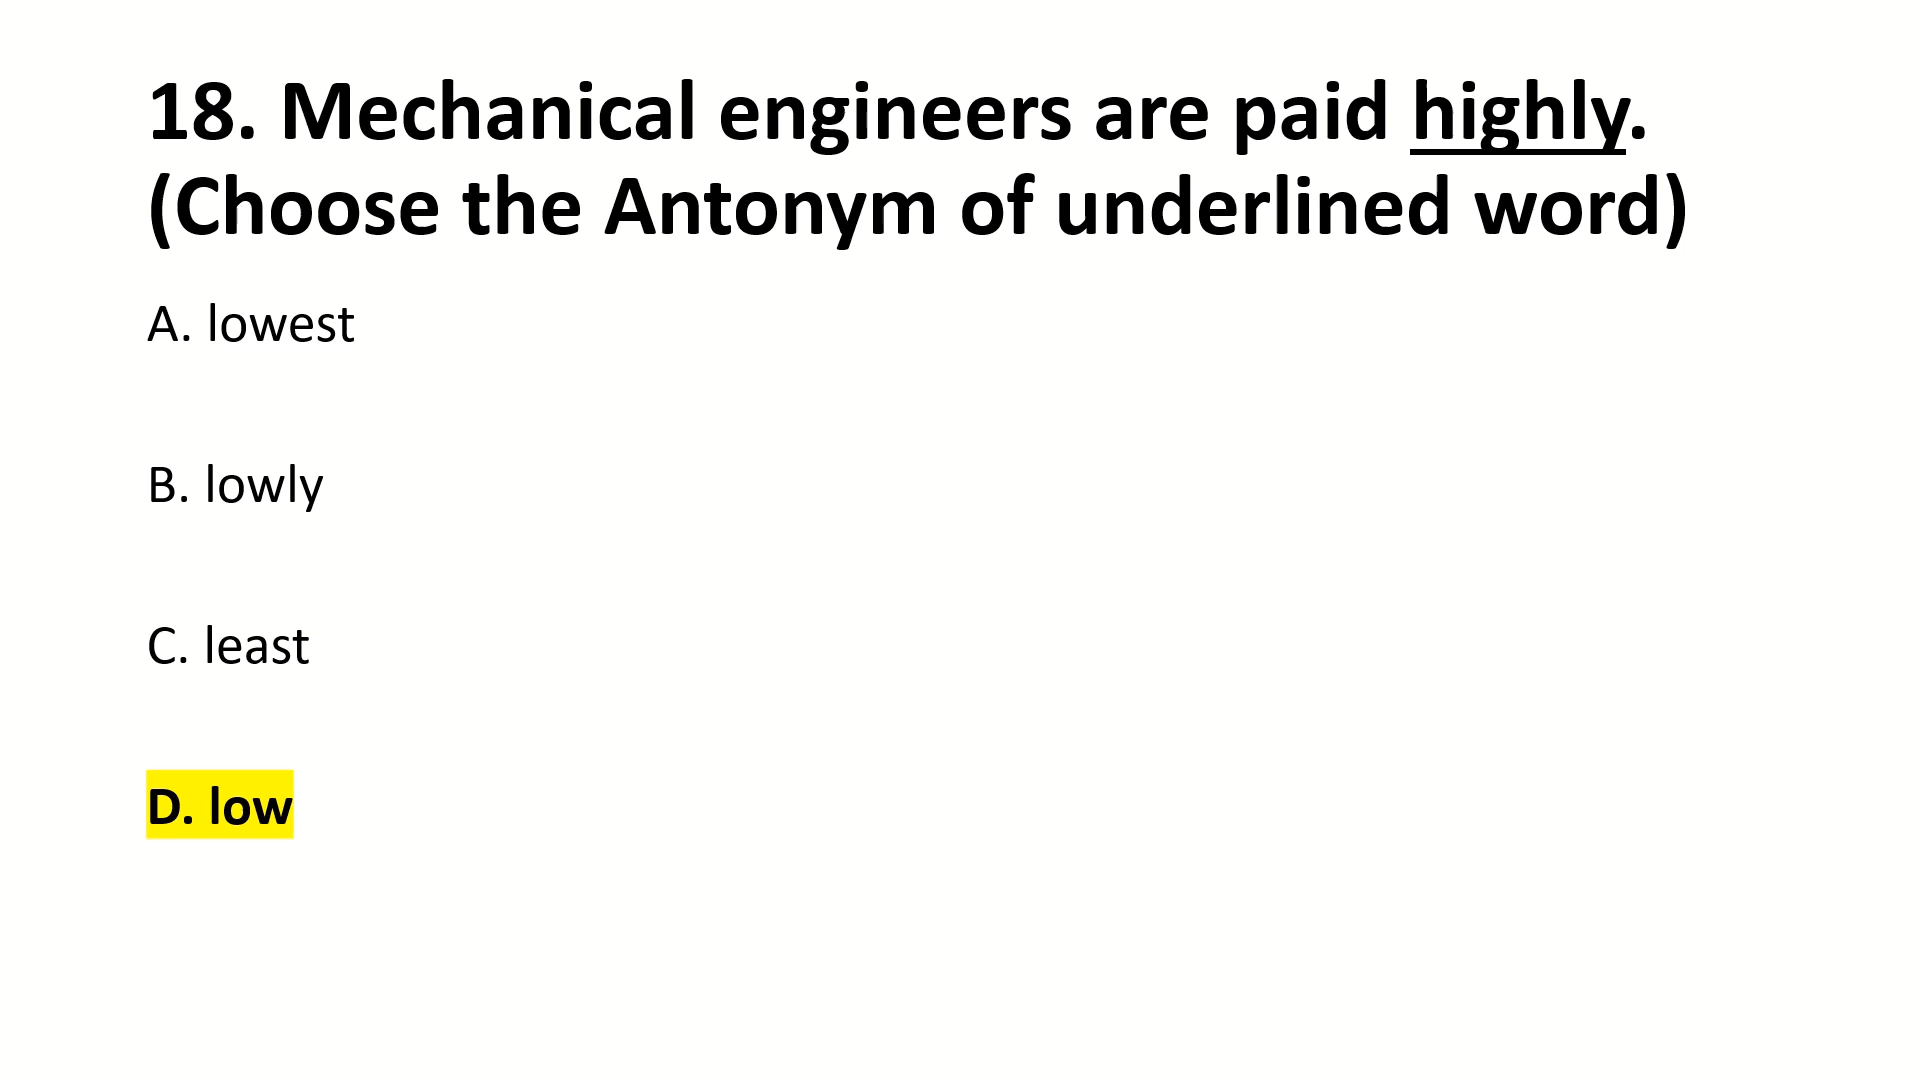 18. Mechanical engineers are paid highly.
(Choose the Antonym of underlined word)
A. lowest
B. lowly
C. least
D. low